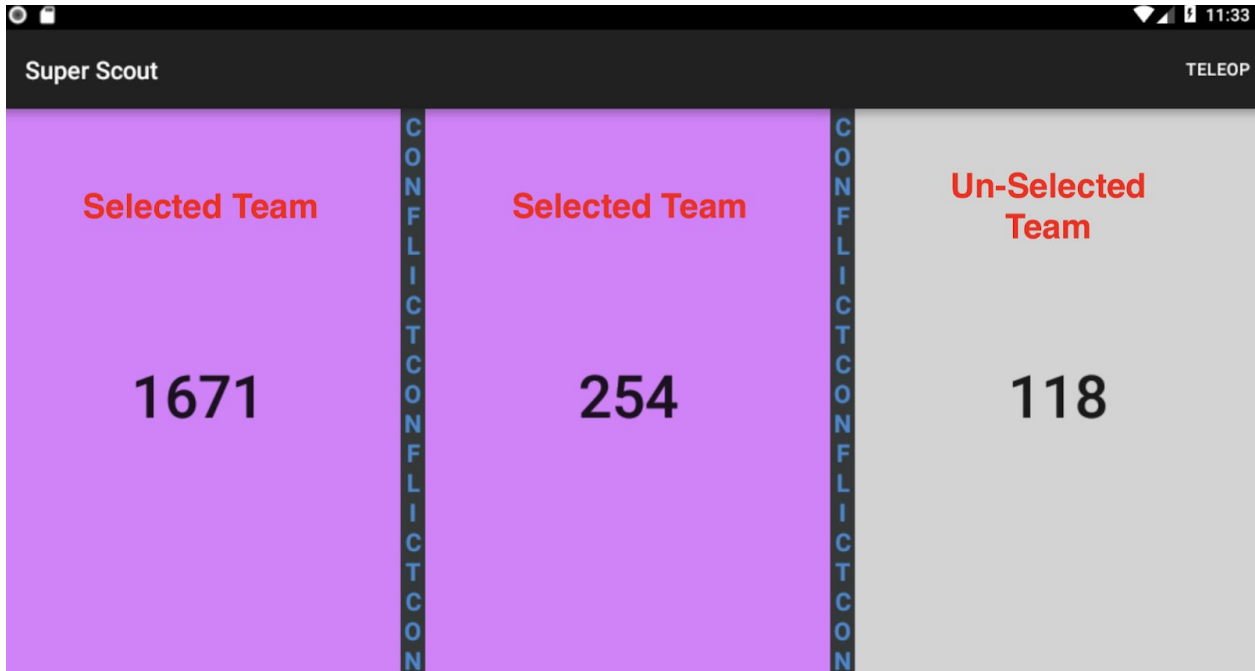 11:33
Super Scout
TELEOP
Selected Team
1671
CONFLICTCONFLICTCON
Selected Team
254
CONFLICTCONFLICTCON
Un-Selected
Team
118